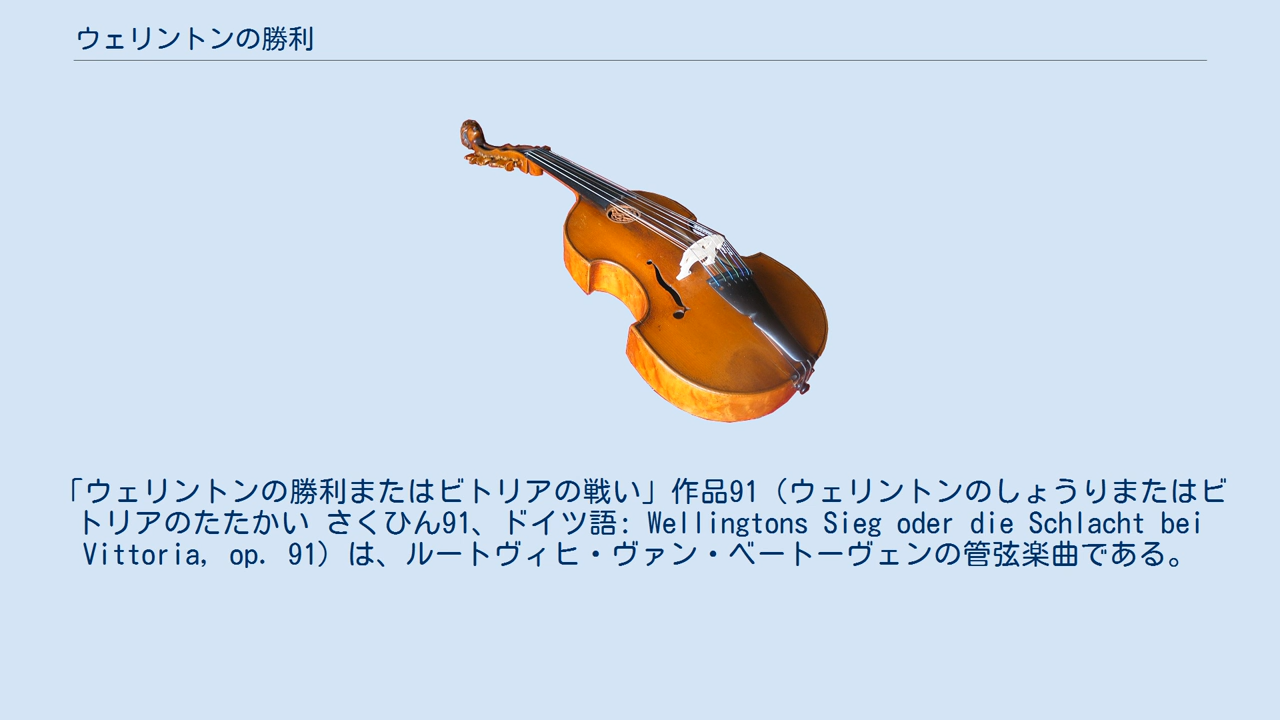 ウェリントンの勝利
「ウェリントンの勝利またはビトリアの戦い」作品91（ウェリントンのしょうりまたはビ
トリアのたたかい さくひん91、ドイツ語: Wellingtons Sieg oder die Schlacht bei
Vittoria, op. 91）は、ルートヴィヒ・ヴァン・ベートーヴェンの管弦楽曲である。